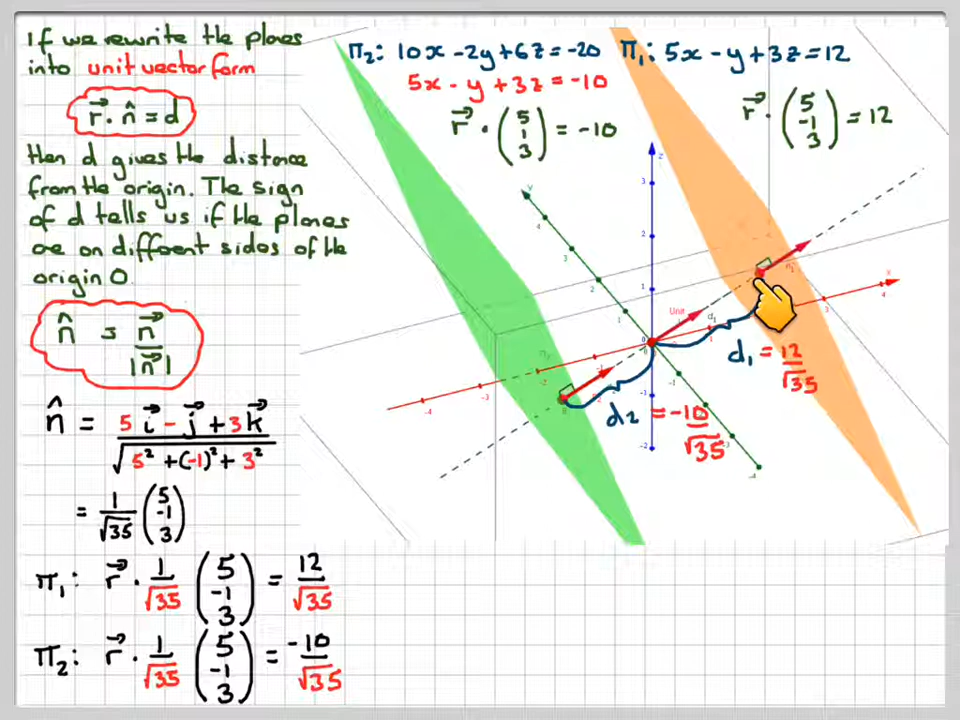 If we rewrite the planes
into unit vector form
r⃗ · n̂ = d
then d gives the distance
from the origin. The sign
of d tells us if the planes
are on different sides of the
origin O.
n̂ = n⃗ / |n⃗|
n̂ = (5i⃗ - j⃗ + 3k⃗) / √(5² + (-1)² + 3²)
= 1/√35 (5 -1 3)
π₁: r⃗ · 1/√35 (5 -1 3) = 12/√35
π₂: r⃗ · 1/√35 (5 -1 3) = -10/√35
π₂: 10x - 2y + 6z = -20
5x - y + 3z = -10
r⃗ · (5 1 3) = -10
π₁: 5x - y + 3z = 12
r⃗ · (5 -1 3) = 12
d₁ = 12/√35
d₂ = -10/√35
Unit
d₁